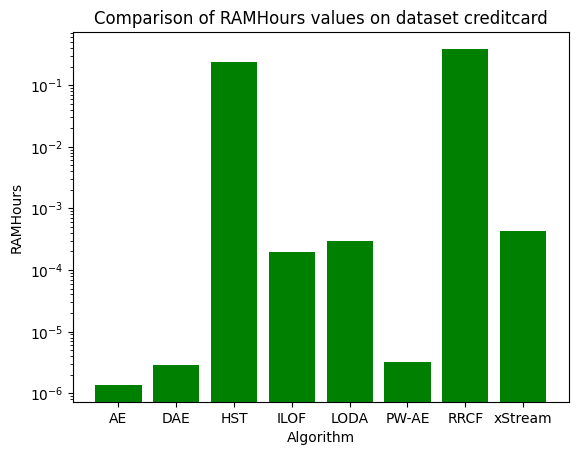 Comparison of RAMHours values on dataset creditcard
RAMHours
10⁻¹
10⁻²
10⁻³
10⁻⁴
10⁻⁵
10⁻⁶
AE DAE HST ILOF LODA PW-AE RRCF xStream
Algorithm